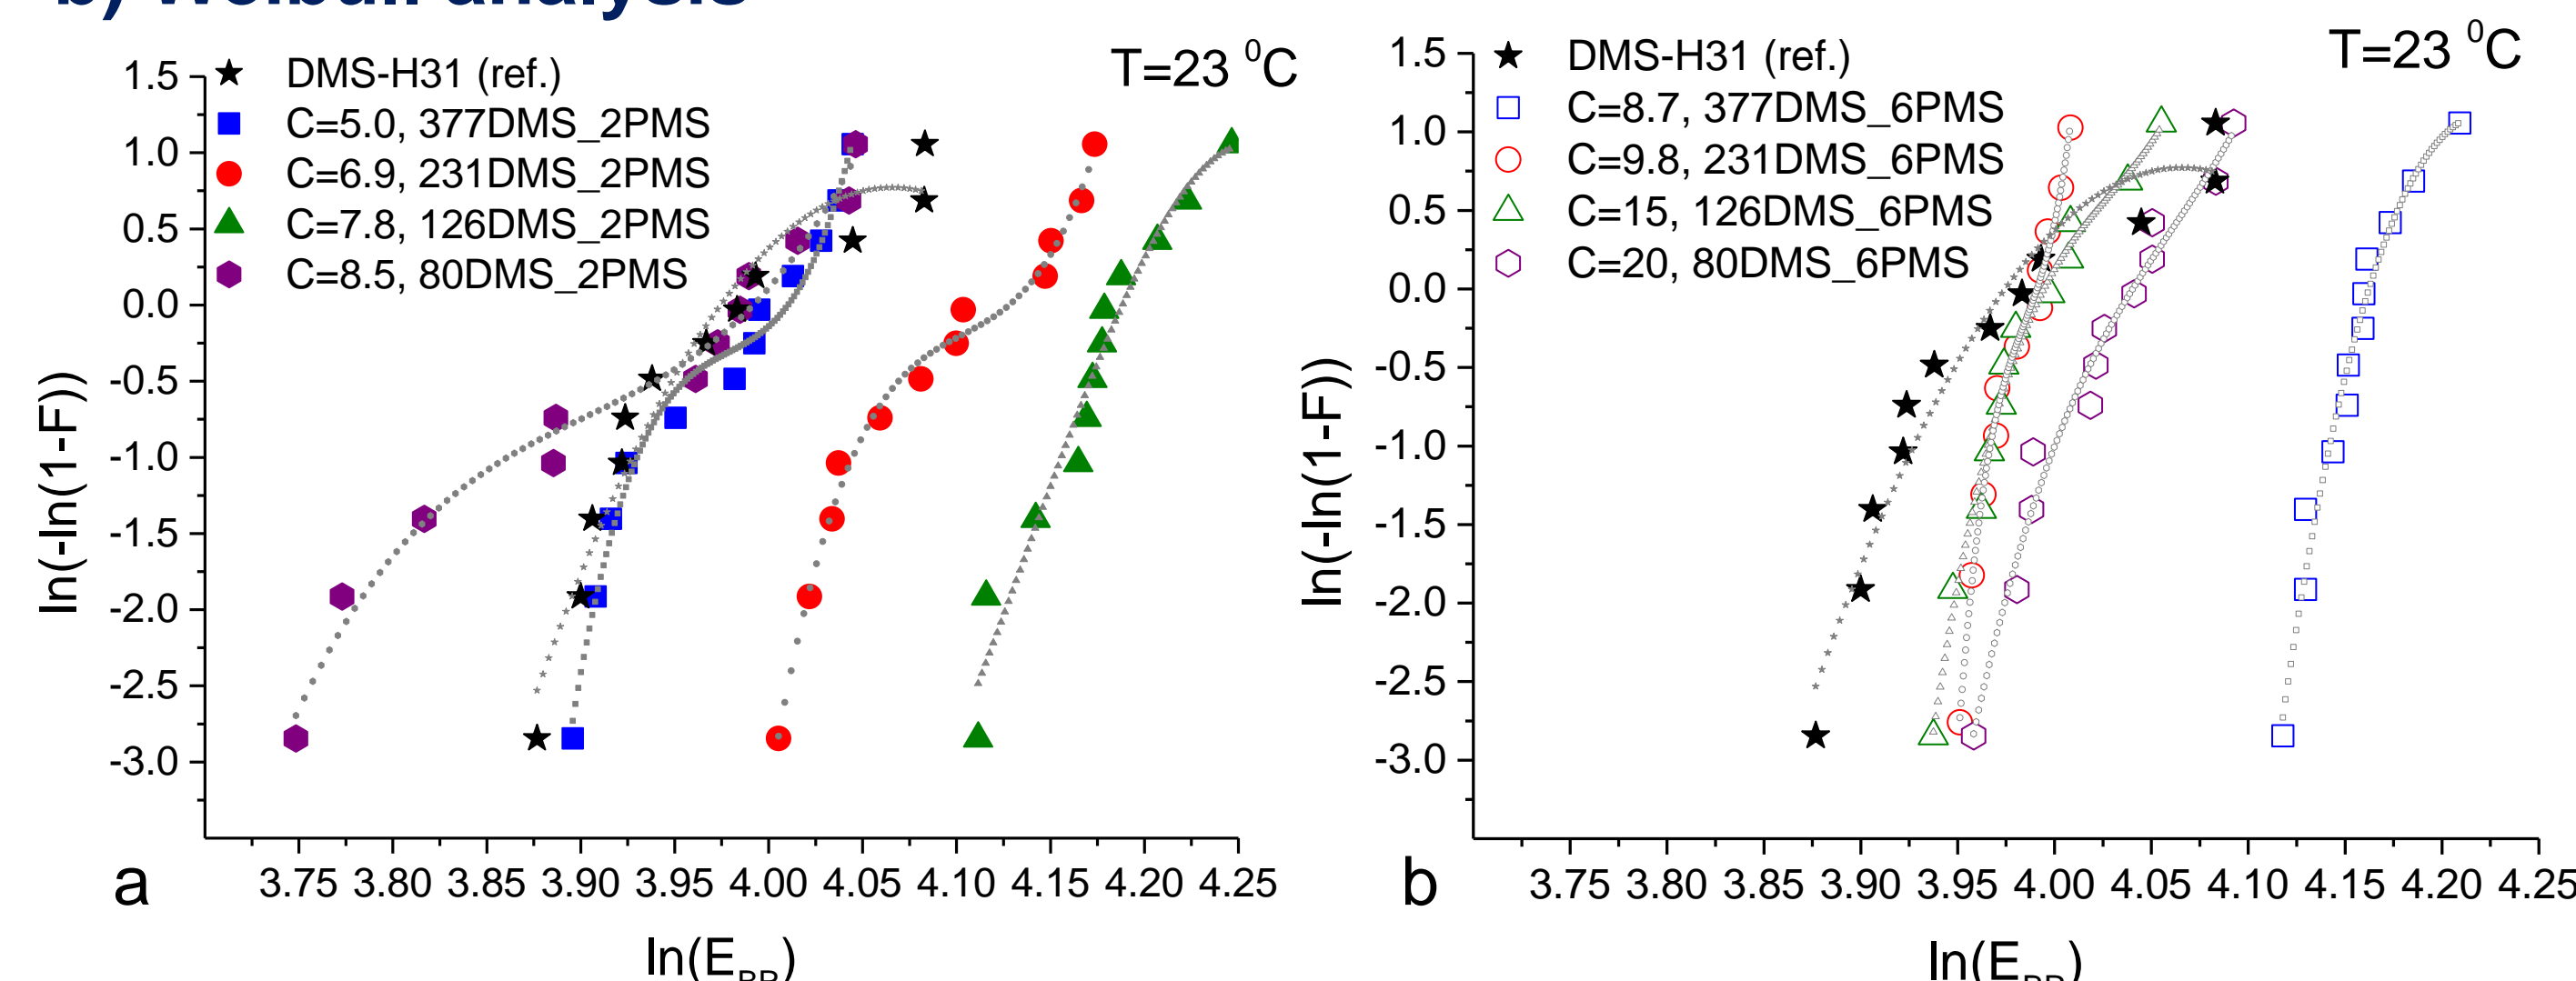 b) Weibull analysis
T=23 ⁰C
DMS-H31 (ref.)
C=5.0, 377DMS_2PMS
C=6.9, 231DMS_2PMS
C=7.8, 126DMS_2PMS
C=8.5, 80DMS_2PMS
1.5
1.0
0.5
0.0
-0.5
-1.0
-1.5
-2.0
-2.5
-3.0
ln(-ln(1-F))
3.75 3.80 3.85 3.90 3.95 4.00 4.05 4.10 4.15 4.20 4.25
a
ln(E_BR)
T=23 ⁰C
DMS-H31 (ref.)
C=8.7, 377DMS_6PMS
C=9.8, 231DMS_6PMS
C=15, 126DMS_6PMS
C=20, 80DMS_6PMS
1.5
1.0
0.5
0.0
-0.5
-1.0
-1.5
-2.0
-2.5
-3.0
ln(-ln(1-F))
3.75 3.80 3.85 3.90 3.95 4.00 4.05 4.10 4.15 4.20 4.25
b
ln(E_BR)